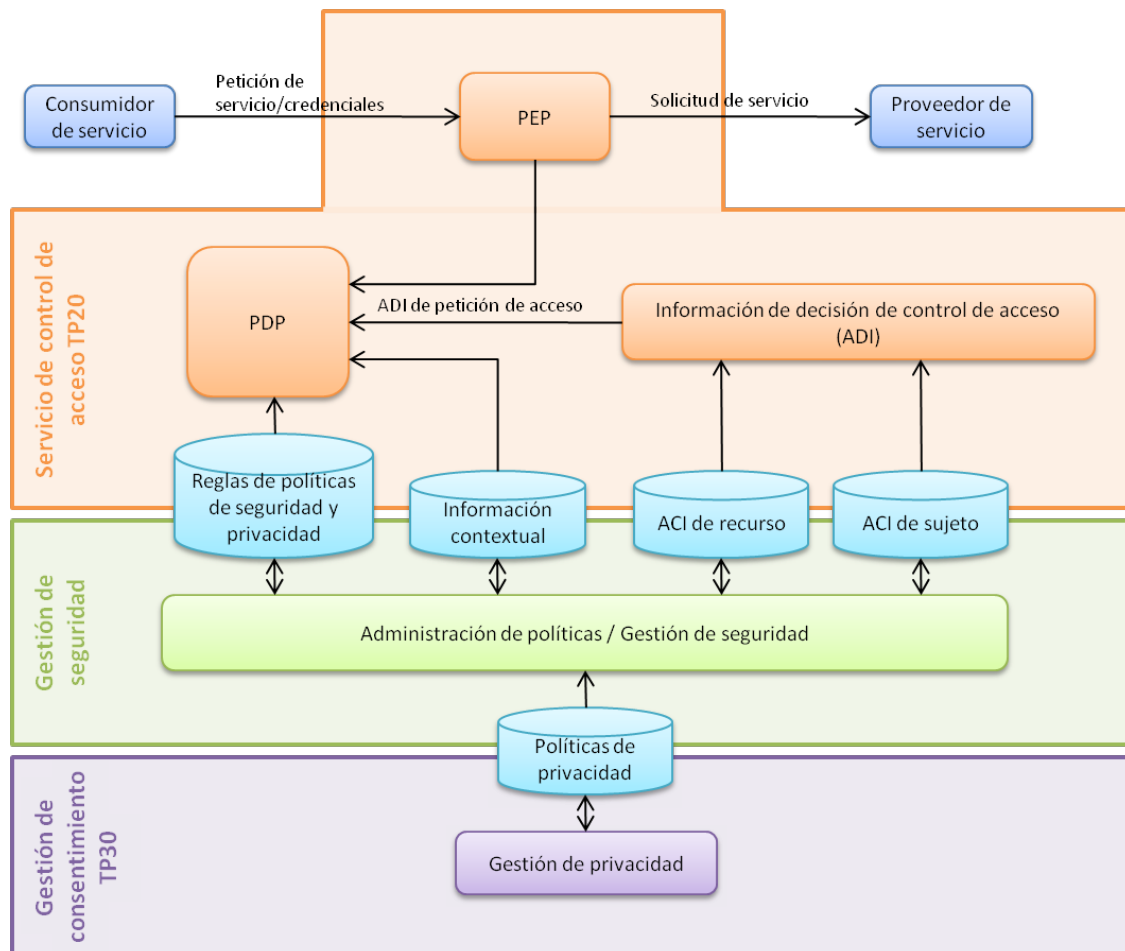 Consumidor
de servicio
Petición de
servicio/credenciales
PEP
Solicitud de servicio
Proveedor de
servicio
Servicio de control de
acceso TP20
PDP
ADI de petición de acceso
Información de decisión de control de acceso
(ADI)
Reglas de políticas
de seguridad y
privacidad
Información
contextual
ACI de recurso
ACI de sujeto
Gestión de
seguridad
Administración de políticas / Gestión de seguridad
Políticas de
privacidad
Gestión de
consentimiento
TP30
Gestión de privacidad